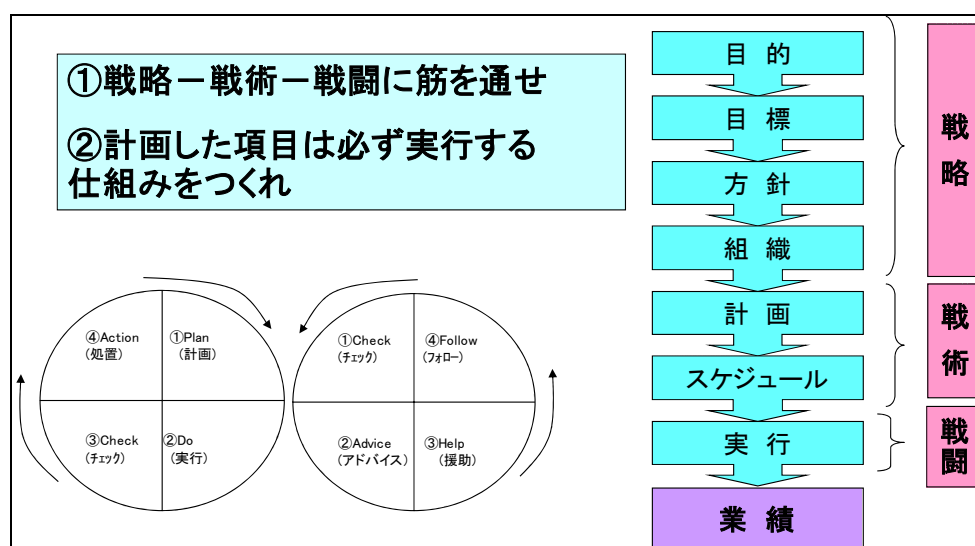 ①戦略－戦術－戦闘に筋を通せ
②計画した項目は必ず実行する
仕組みをつくれ
④Action
(処置)
①Plan
(計画)
③Check
(ﾁｪｯｸ)
②Do
(実行)
①Check
(ﾁｪｯｸ)
④Follow
(ﾌｫﾛｰ)
②Advice
(アドバイス)
③Help
(援助)
目 的
目 標
方 針
組 織
計 画
スケジュール
実 行
業 績
戦
略
戦
術
戦
闘